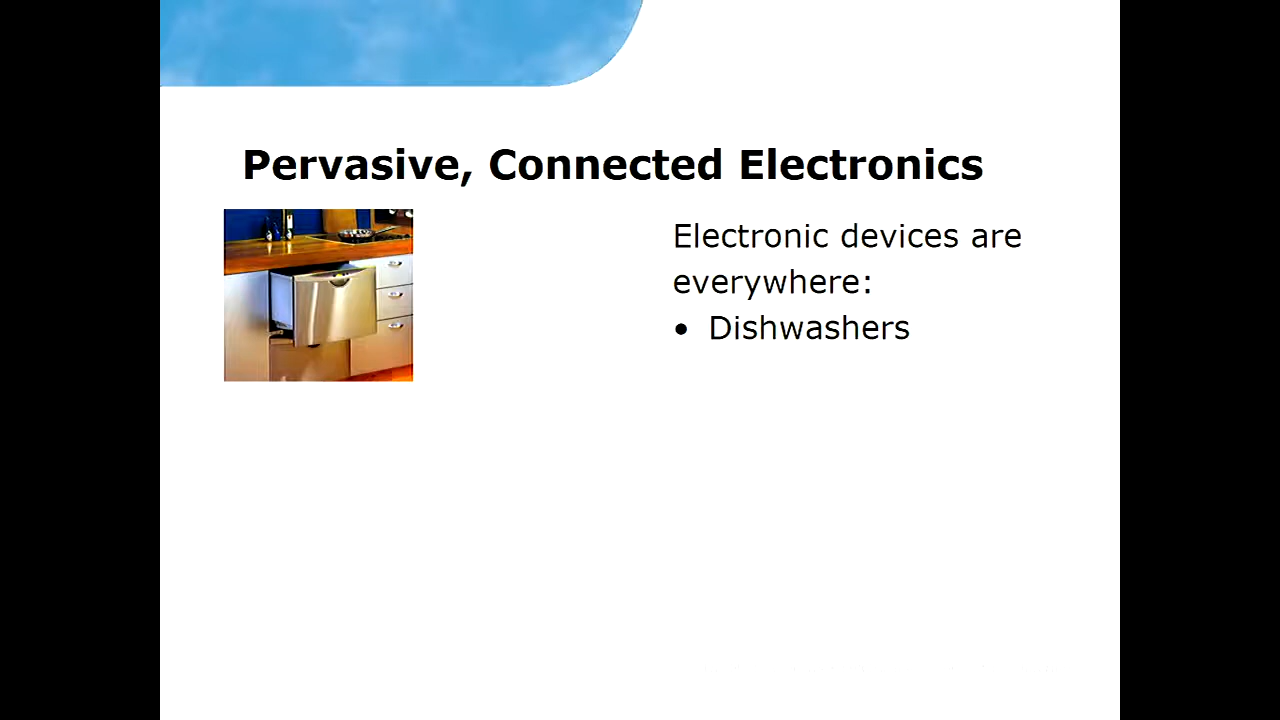 Pervasive, Connected Electronics
Electronic devices are
everywhere:
• Dishwashers